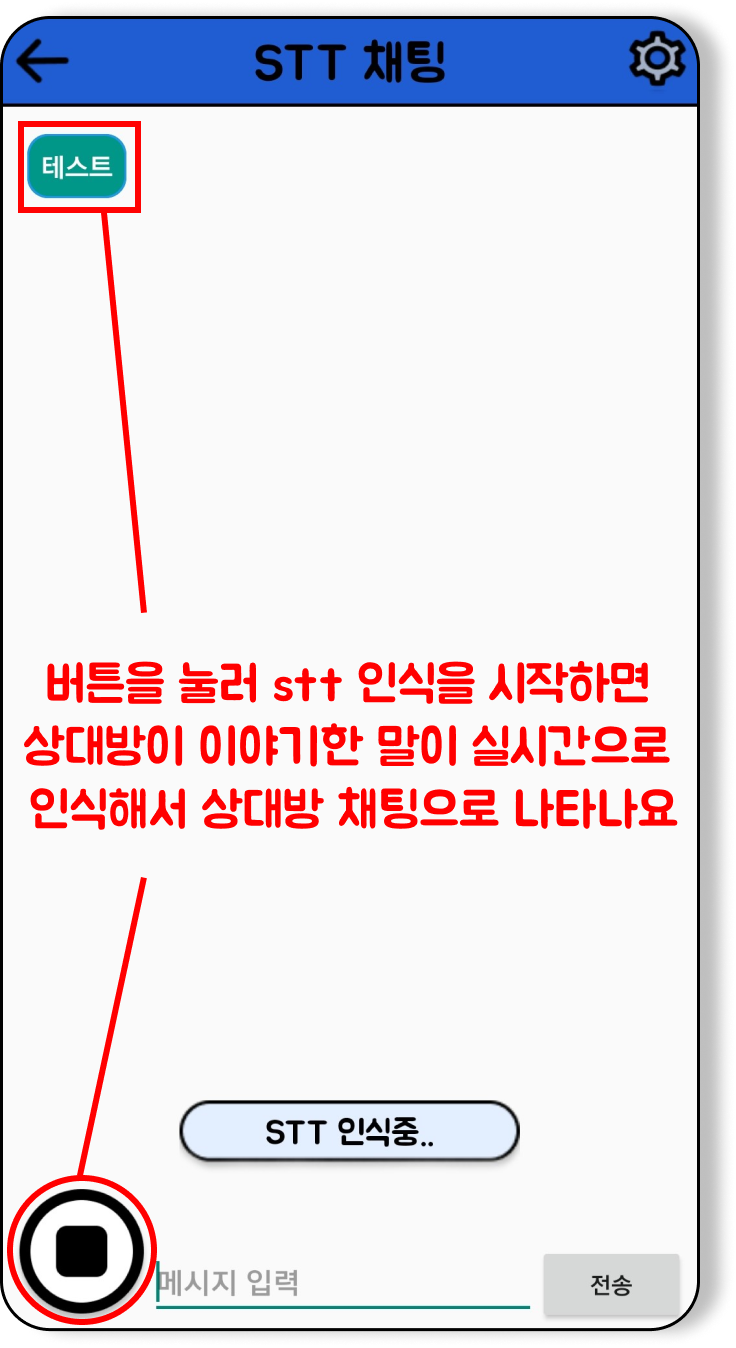 STT 채팅
테스트
버튼을 눌러 stt 인식을 시작하면
상대방이 이야기한 말이 실시간으로
인식해서 상대방 채팅으로 나타나요
STT 인식중..
메시지 입력
전송